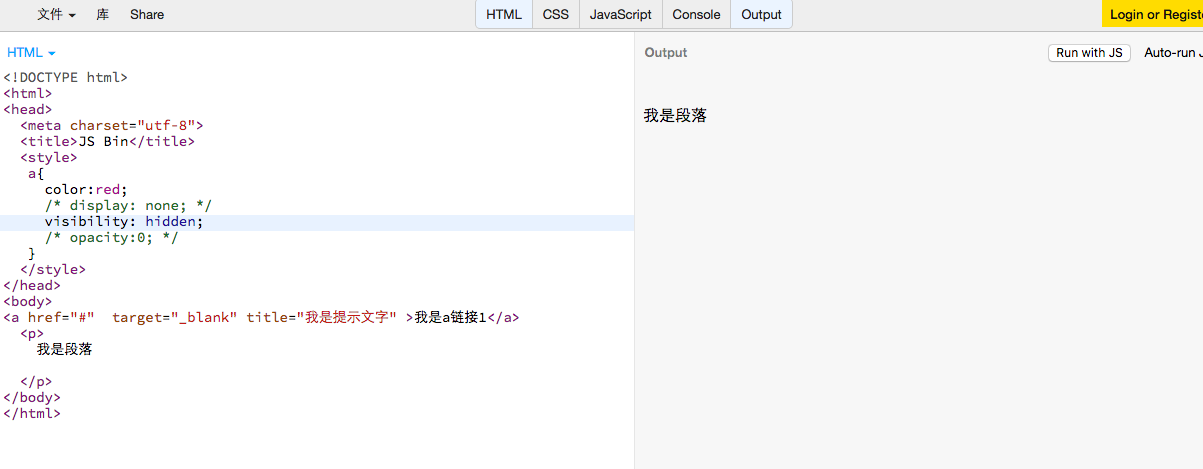 文件 库 Share HTML CSS JavaScript Console Output Login or Registe
HTML
Output Run with JS Auto-run J
<!DOCTYPE html>
<html>
<head>
  <meta charset="utf-8">
  <title>JS Bin</title>
  <style>
   a{
     color:red;
     /* display: none; */
     visibility: hidden;
     /* opacity:0; */
   }
  </style>
</head>
<body>
<a href="#"  target="_blank" title="我是提示文字" >我是a链接1</a>
  <p>
    我是段落
  </p>
</body>
</html>
我是段落